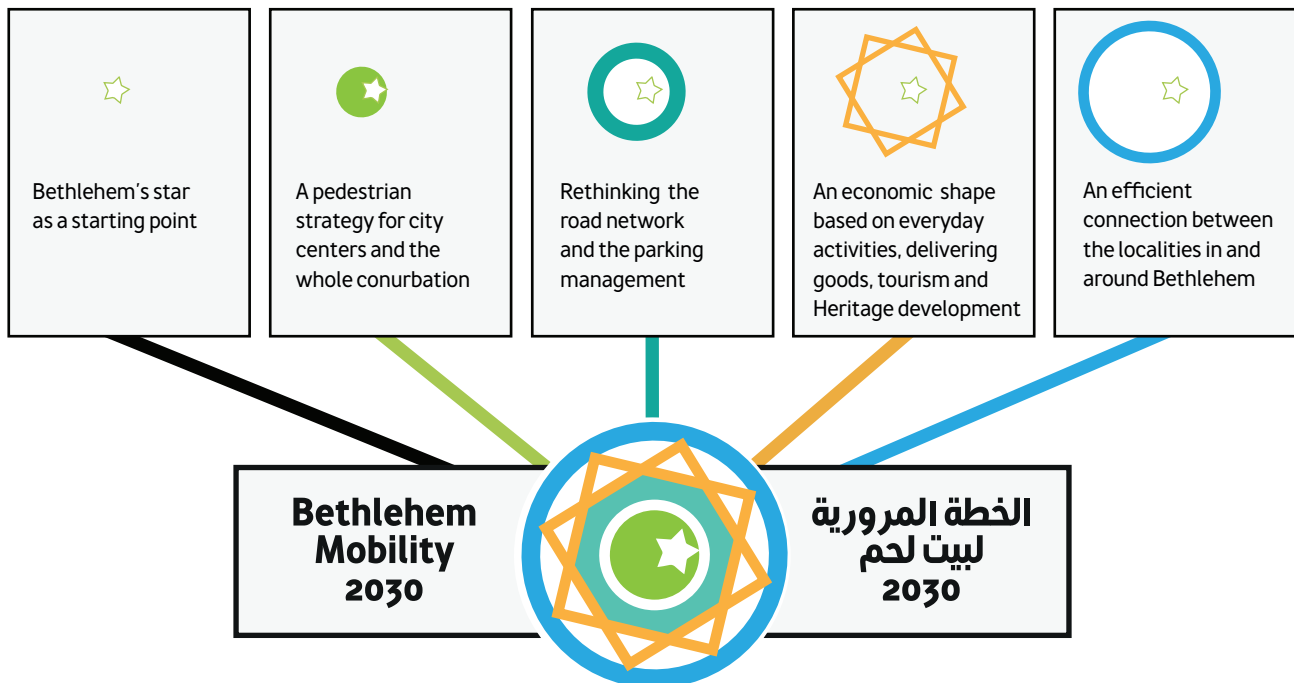 Bethlehem's star
as a starting point
A pedestrian
strategy for city
centers and the
whole conurbation
Rethinking the
road network
and the parking
management
An economic shape
based on everyday
activities, delivering
goods, tourism and
Heritage development
An efficient
connection between
the localities in and
around Bethlehem
Bethlehem
Mobility
2030
الخطة المرورية
لبيت لحم
2030